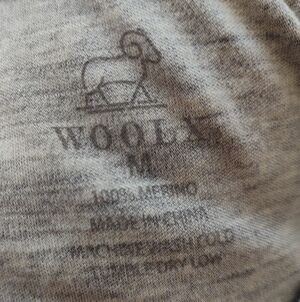 WOOLX
M
100% MERINO
MADE IN CHINA
MACHINE WASH COLD
TUMBLE DRY LOW